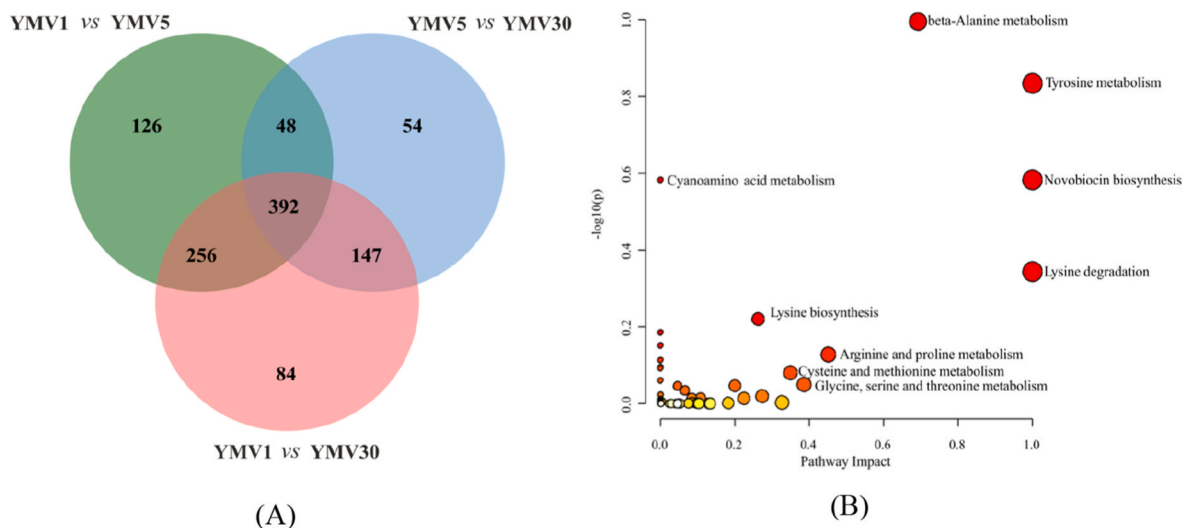 YMV1 vs YMV5
YMV5 vs YMV30
126
48
54
392
256
147
84
YMV1 vs YMV30
(A)
-log10(p)
1.0
0.8
0.6
0.4
0.2
0.0
beta-Alanine metabolism
Tyrosine metabolism
Cyanoamino acid metabolism
Novobiocin biosynthesis
Lysine degradation
Lysine biosynthesis
Arginine and proline metabolism
Cysteine and methionine metabolism
Glycine, serine and threonine metabolism
0.0 0.2 0.4 0.6 0.8 1.0
Pathway Impact
(B)